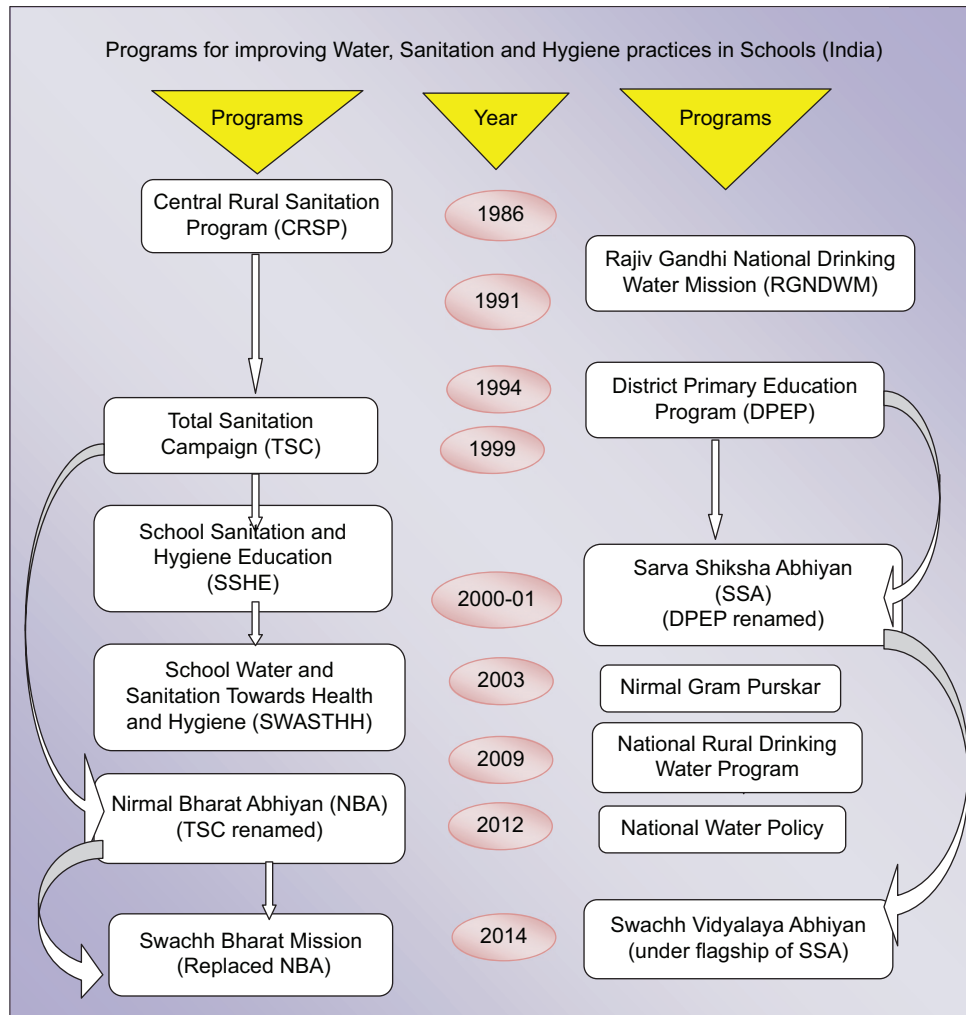 Programs for improving Water, Sanitation and Hygiene practices in Schools (India)
Programs
Year
Programs
Central Rural Sanitation
Program (CRSP)
1986
Rajiv Gandhi National Drinking
Water Mission (RGNDWM)
1991
1994
District Primary Education
Program (DPEP)
Total Sanitation
Campaign (TSC)
1999
School Sanitation and
Hygiene Education
(SSHE)
2000-01
Sarva Shiksha Abhiyan
(SSA)
(DPEP renamed)
School Water and
Sanitation Towards Health
and Hygiene (SWASTHH)
2003
Nirmal Gram Purskar
2009
National Rural Drinking
Water Program
Nirmal Bharat Abhiyan (NBA)
(TSC renamed)
2012
National Water Policy
Swachh Bharat Mission
(Replaced NBA)
2014
Swachh Vidyalaya Abhiyan
(under flagship of SSA)